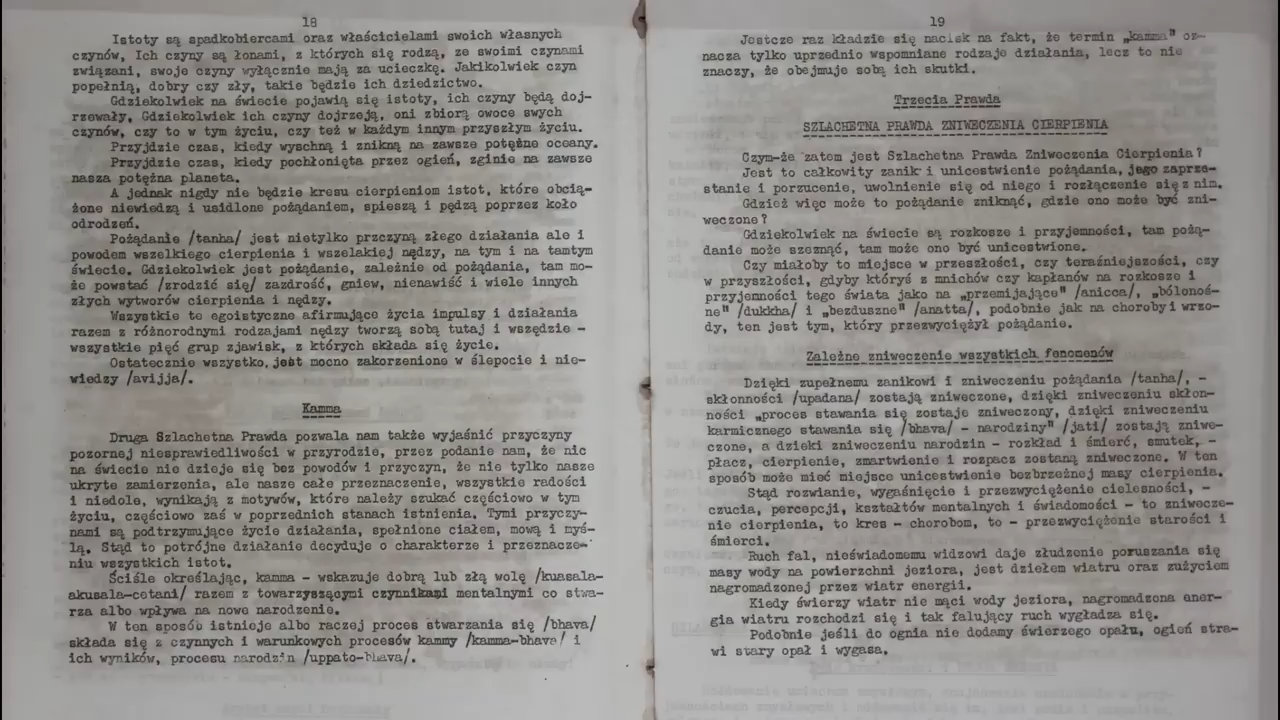 18
Istoty są spadkobiercami oraz właścicielami swoich własnych
czynów, Ich czyny są łonami, z których się rodzą, ze swoimi czynami
związani, swoje czyny wyłącznie mają za ucieczkę. Jakikolwiek czyn
popełnią, dobry czy zły, takie będzie ich dziedzictwo.
Gdziekolwiek na świecie pojawią się istoty, ich czyny będą doj-
rzewały, Gdziekolwiek ich czyny dojrzeją, oni zbiorą owoce swych
czynów, czy to w tym życiu, czy też w każdym innym przyszłym życiu.
Przyjdzie czas, kiedy wyschną i znikną na zawsze potężne oceany.
Przyjdzie czas, kiedy pochłonięta przez ogień, zginie na zawsze
nasza potężna planeta.
A jednak nigdy nie będzie kresu cierpieniom istot, które obcią-
żone niewiedzą i usidlone pożądaniem, spieszą i pędzą poprzez koło
odrodzeń.
Pożądanie /tanha/ jest nietylko przczyną złego działania ale i
powodem wszelkiego cierpienia i wszelakiej nędzy, na tym i na tamtym
świecie. Gdziekolwiek jest pożądanie, zależnie od pożądania, tam mo-
że powstać /zrodzić się/ zazdrość, gniew, nienawiść i wiele innych
złych wytworów cierpienia i nędzy.
Wszystkie te egoistyczne afirmujące życia impulsy i działania
razem z różnorodnymi rodzajami nędzy tworzą sobą tutaj i wszędzie -
wszystkie pięć grup zjawisk, z których składa się życie.
Ostatecznie wszystko, jest mocno zakorzenione w ślepocie i nie-
wiedzy /avijja/.
Kamma
Druga Szlachetna Prawda pozwala nam także wyjaśnić przyczyny
pozornej niesprawiedliwości w przyrodzie, przez podanie nam, że nic
na świecie nie dzieje się bez powodów i przyczyn, że nie tylko nasze
ukryte zamierzenia, ale nasze całe przeznaczenie, wszystkie radości
i niedole, wynikają z motywów, które należy szukać częściowo w tym
życiu, częściowo zaś w poprzednich stanach istnienia. Tymi przyczy-
nami są podtrzymujące życie działania, spełnione ciałem, mową i myś-
lą. Stąd to potrójne działanie decyduje o charakterze i przeznacze-
niu wszystkich istot.
Ściśle określając, kamma - wskazuje dobrą lub złą wolę /kuasala-
akusala-cetani/ razem z towarzyszącymi czynnikami mentalnymi co stwa-
rza albo wpływa na nowe narodzenie.
W ten sposób istnieje albo raczej proces stwarzania się /bhava/
składa się z czynnych i warunkowych procesów kammy /kamma-bhava/ i
ich wyników, procesu narodzin /uppato-bhava/.
19
Jestcze raz kładzie się nacisk na fakt, że termin „kamma" oz-
nacza tylko uprzednio wspomniane rodzaje działania, lecz to nie
znaczy, że obejmuje sobą ich skutki.
Trzecia Prawda
SZLACHETNA PRAWDA ZNIWECZENIA CIERPIENIA
Czym-że zatem jest Szlachetna Prawda Zniweczenia Cierpienia?
Jest to całkowity zanik i unicestwienie pożądania, jego zaprze-
stanie i porzucenie, uwolnienie się od niego i rozłączenie się z nim.
Gdzież więc może to pożądanie zniknąć, gdzie ono może być zni-
weczone?
Gdziekolwiek na świecie są rozkosze i przyjemności, tam pożą-
danie może szeznąć, tam może ono być unicestwione.
Czy miałoby to miejsce w przeszłości, czy teraźniejszości, czy
w przyszłości, gdyby któryś z mnichów czy kapłanów na rozkosze i
przyjemności tego świata jako na „przemijające" /anicca/, „bólonoś-
ne" /dukkha/ i „bezduszne" /anatta/, podobnie jak na choroby i wrzo-
dy, ten jest tym, który przezwyciężył pożądanie.
Zależne zniweczenie wszystkich fenomenów
Dzięki zupełnemu zanikowi i zniweczeniu pożądania /tanha/, -
skłonności /upadana/ zostają zniweczone, dzięki zniweczeniu skłon-
ności „proces stawania się zostaje zniweczony, dzięki zniweczeniu
karmicznego stawania się /bhava/ - narodziny" /jati/ zostają zniwe-
czone, a dzieki zniweczeniu narodzin - rozkład i śmierć, smutek, -
płacz, cierpienie, zmartwienie i rozpacz zostaną zniweczone. W ten
sposób może mieć miejsce unicestwienie bezbrzeżnej masy cierpienia.
Stąd rozwianie, wygaśnięcie i przezwyciężenie cielesności, -
czucia, percepcji, kształtów mentalnych i świadomości - to zniwecze-
nie cierpienia, to kres - chorobom, to - przezwyciężenie starości i
śmierci.
Ruch fal, nieświadomemu widzowi daje złudzenie poruszania się
masy wody na powierzchni jeziora, jest dziełem wiatru oraz zużyciem
nagromadzonej przez wiatr energii.
Kiedy świerzy wiatr nie mąci wody jeziora, nagromadzona ener-
gia wiatru rozchodzi się i tak falujący ruch wygładza się.
Podobnie jeśli do ognia nie dodamy świerzego opału, ogień stra-
wi stary opał i wygasa.